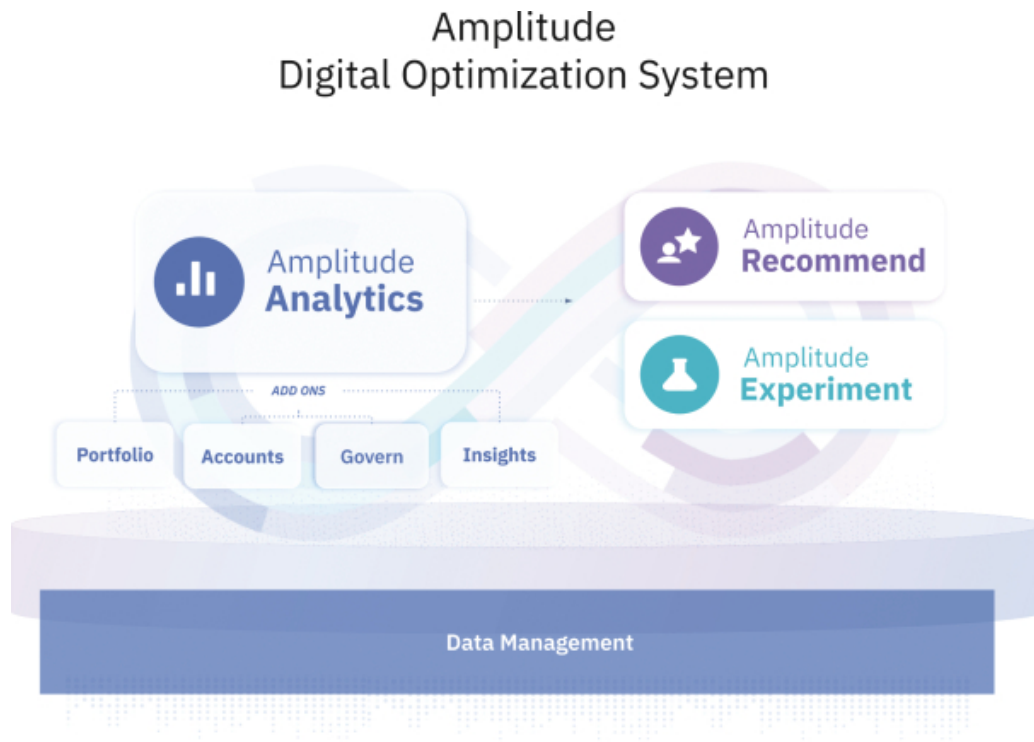 Amplitude
Digital Optimization System
Amplitude
Analytics
Amplitude
Recommend
Amplitude
Experiment
ADD ONS
Portfolio
Accounts
Govern
Insights
Data Management